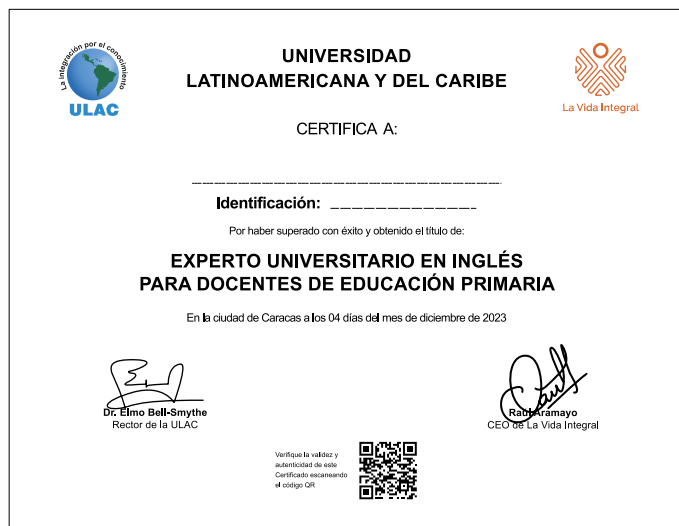 La integración por el conocimiento
ULAC
UNIVERSIDAD
LATINOAMERICANA Y DEL CARIBE
La Vida Integral
CERTIFICA A:
Identificación:
Por haber superado con éxito y obtenido el título de:
EXPERTO UNIVERSITARIO EN INGLÉS
PARA DOCENTES DE EDUCACIÓN PRIMARIA
En la ciudad de Caracas a los 04 días del mes de diciembre de 2023
Dr. Elmo Bell-Smythe
Rector de la ULAC
Raúl Aramayo
CEO de La Vida Integral
Verifique la validez y
autenticidad de este
Certificado escaneando
el código QR